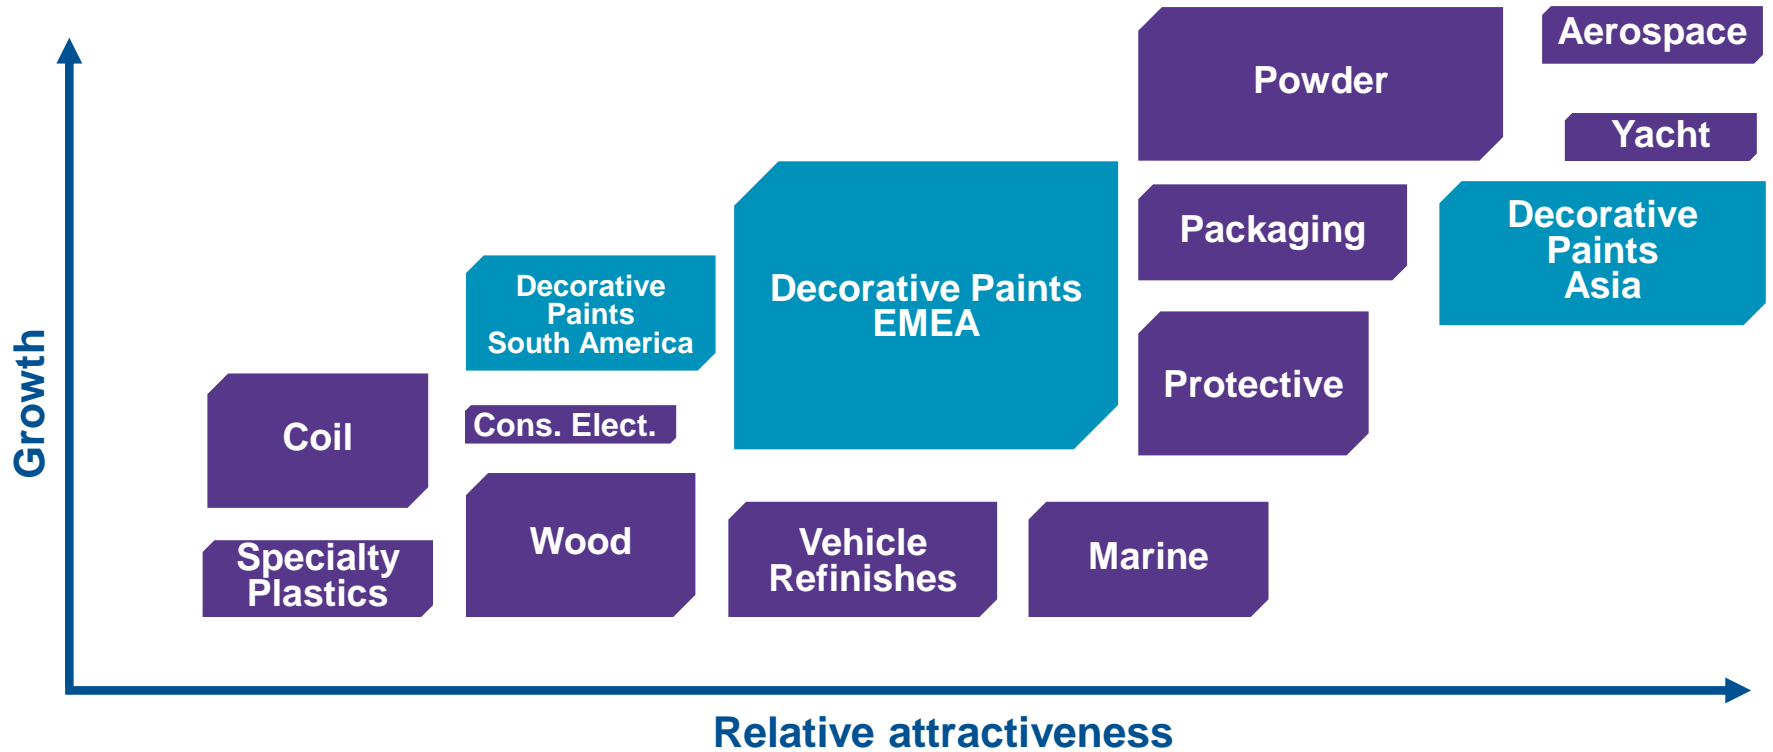 Aerospace
Powder
Yacht
Packaging
Decorative
Paints
Asia
Decorative
Paints
South America
Decorative Paints
EMEA
Protective
Coil
Cons. Elect.
Wood
Vehicle
Refinishes
Marine
Specialty
Plastics
Growth
Relative attractiveness